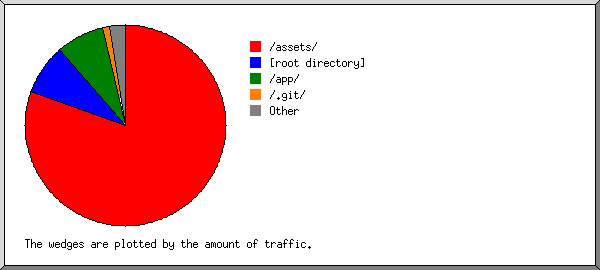 /assets/
[root directory]
/app/
/.git/
Other
The wedges are plotted by the amount of traffic.